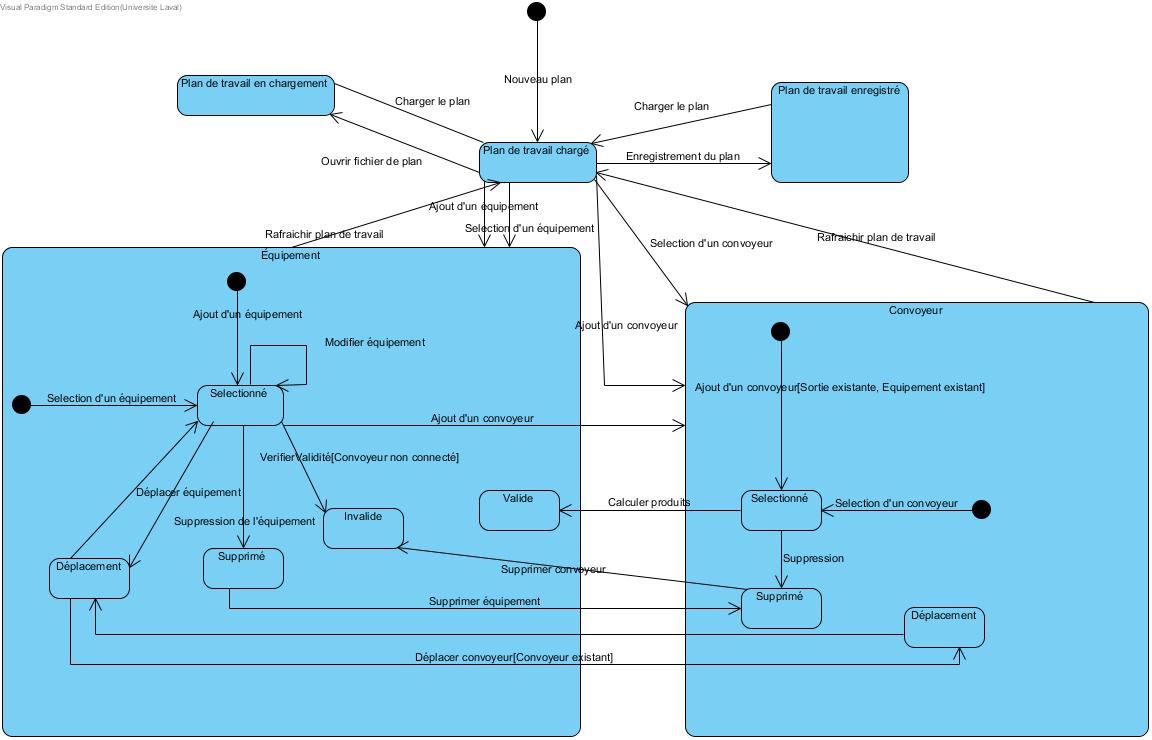 Visual Paradigm Standard Edition(Universite Laval)
Nouveau plan
Plan de travail en chargement
Plan de travail enregistré
Charger le plan
Charger le plan
Plan de travail chargé
Enregistrement du plan
Ouvrir fichier de plan
Ajout d'un équipement
Selection d'un équipement
Rafraichir plan de travail
Selection d'un convoyeur
Rafraichir plan de travail
Équipement
Convoyeur
Ajout d'un équipement
Ajout d'un convoyeur
Modifier équipement
Selectionné
Ajout d'un convoyeur[Sortie existante, Equipement existant]
Selection d'un équipement
Ajout d'un convoyeur
VerifierValidité[Convoyeur non connecté]
Déplacer équipement
Valide
Calculer produits
Selectionné
Selection d'un convoyeur
Suppression de l'équipement
Invalide
Supprimé
Déplacement
Suppression
Supprimer convoyeur
Supprimé
Supprimer équipement
Déplacement
Déplacer convoyeur[Convoyeur existant]